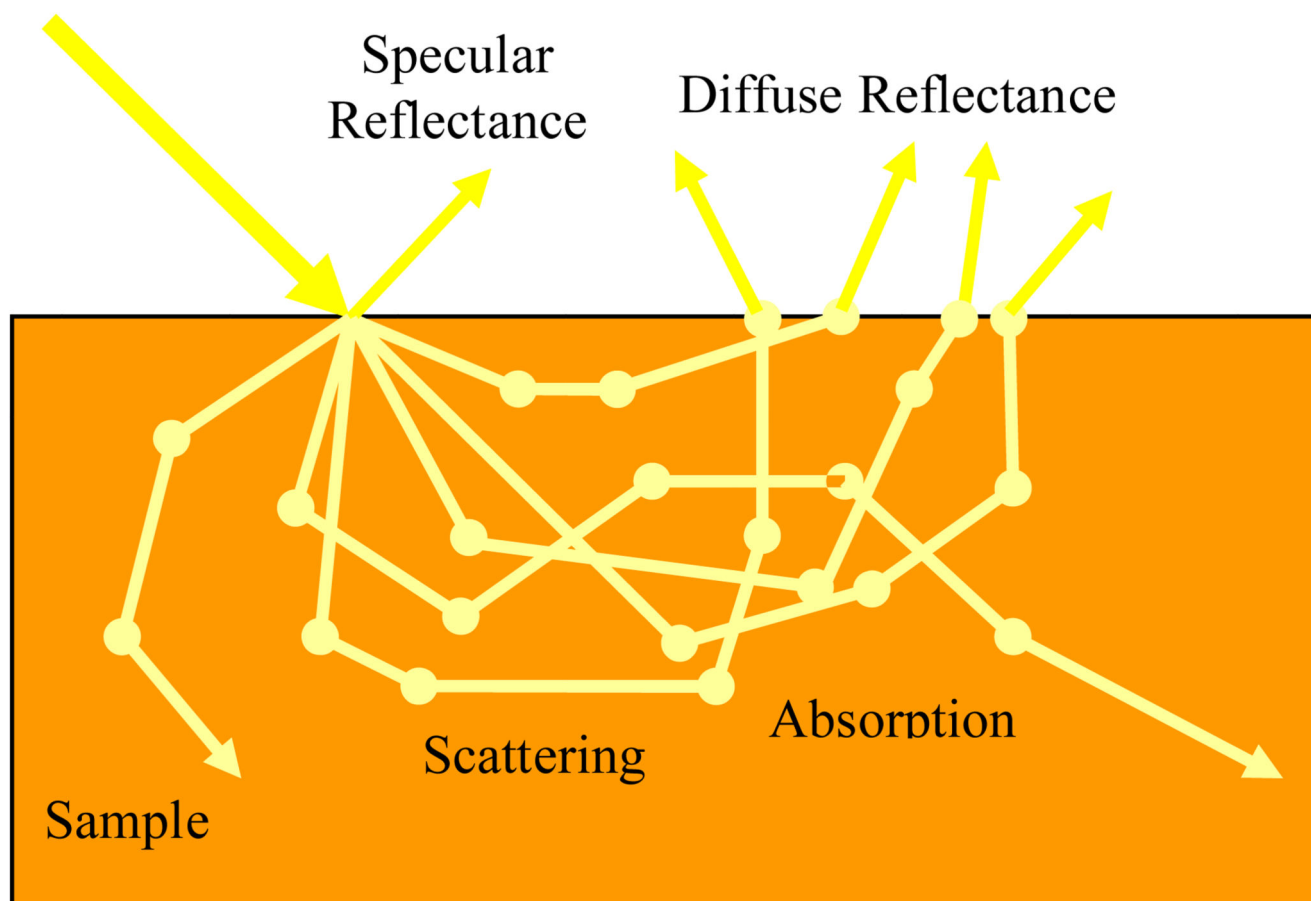 Specular
Reflectance
Diffuse Reflectance
Absorption
Scattering
Sample